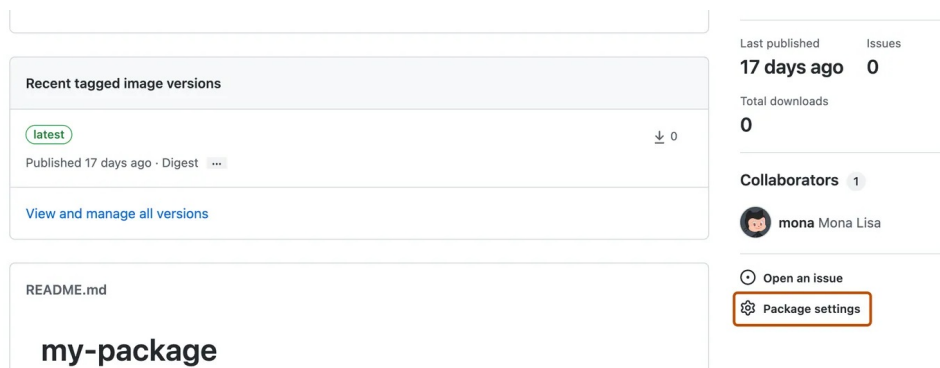 Recent tagged image versions
latest
0
Published 17 days ago · Digest ...
View and manage all versions
README.md
my-package
Last published Issues
17 days ago 0
Total downloads
0
Collaborators 1
mona Mona Lisa
Open an issue
Package settings